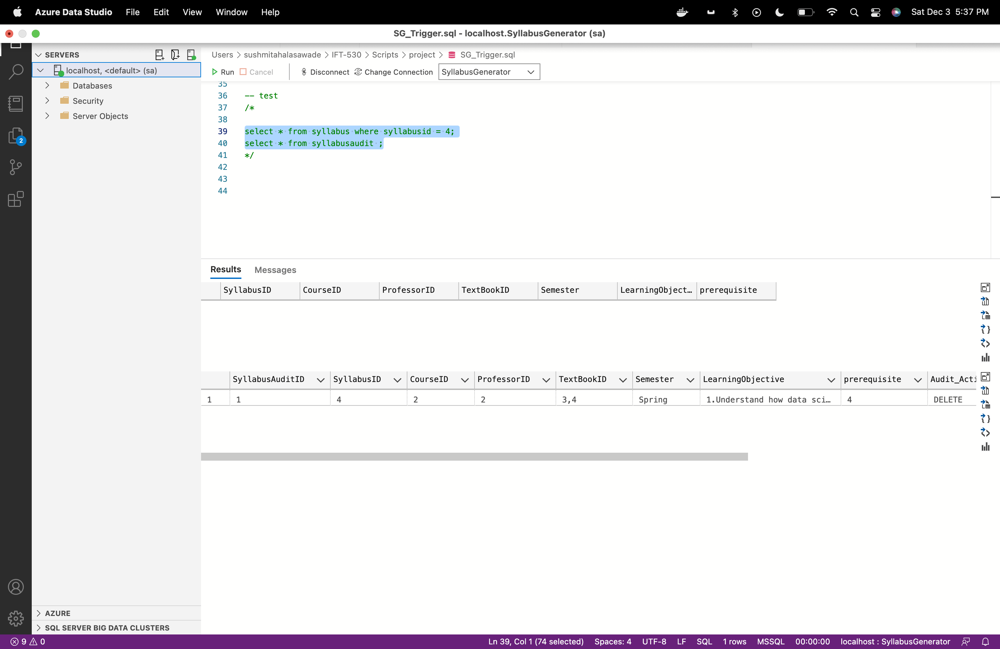 Azure Data Studio File Edit View Window Help Sat Dec 3 5:37 PM
SG_Trigger.sql - localhost.SyllabusGenerator (sa)
SERVERS
localhost, <default> (sa)
Databases
Security
Server Objects
2
AZURE
SQL SERVER BIG DATA CLUSTERS
Users > sushmitahalasawade > IFT-530 > Scripts > project > SG_Trigger.sql
Run Cancel Disconnect Change Connection SyllabusGenerator
35
36 -- test
37 /*
38
39 select * from syllabus where syllabusid = 4;
40 select * from syllabusaudit ;
41 */
42
43
44
Results Messages
SyllabusID CourseID ProfessorID TextBookID Semester LearningObject… prerequisite
SyllabusAuditID SyllabusID CourseID ProfessorID TextBookID Semester LearningObjective prerequisite Audit_Acti
1 1 4 2 2 3,4 Spring 1.Understand how data sci… 4 DELETE
9 0 Ln 39, Col 1 (74 selected) Spaces: 4 UTF-8 LF SQL 1 rows MSSQL 00:00:00 localhost : SyllabusGenerator